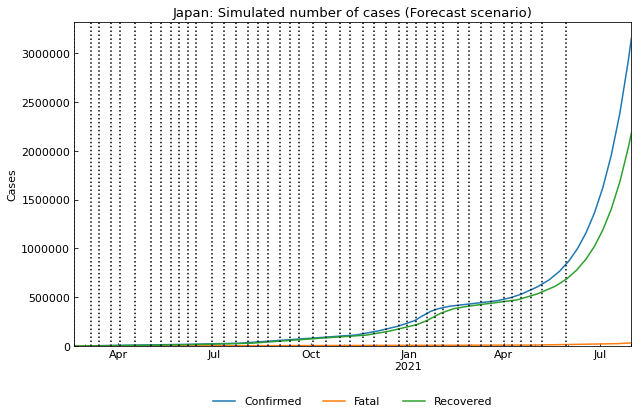 Japan: Simulated number of cases (Forecast scenario)
Cases
3000000
2500000
2000000
1500000
1000000
500000
0
Apr Jul Oct Jan Apr Jul
2021
Confirmed Fatal Recovered